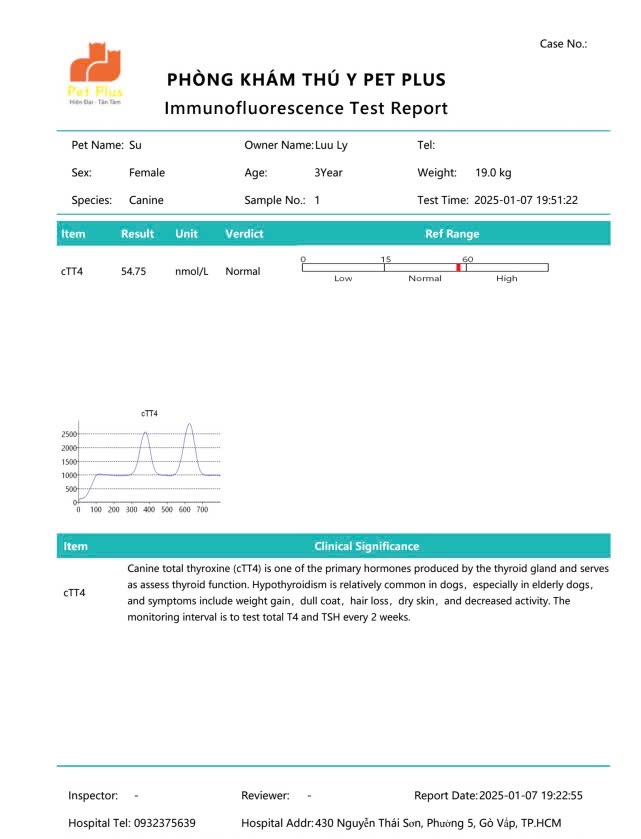 Case No.:
Pet Plus
Hiện Đại - Tận Tâm
PHÒNG KHÁM THÚ Y PET PLUS
Immunofluorescence Test Report
Pet Name: Su Owner Name: Luu Ly Tel:
Sex: Female Age: 3Year Weight: 19.0 kg
Species: Canine Sample No.: 1 Test Time: 2025-01-07 19:51:22
Item Result Unit Verdict Ref Range
0 15 60
cTT4 54.75 nmol/L Normal
Low Normal High
cTT4
2500
2000
1500
1000
500
0
0 100 200 300 400 500 600 700
Item Clinical Significance
cTT4
Canine total thyroxine (cTT4) is one of the primary hormones produced by the thyroid gland and serves
as assess thyroid function. Hypothyroidism is relatively common in dogs, especially in elderly dogs,
and symptoms include weight gain, dull coat, hair loss, dry skin, and decreased activity. The
monitoring interval is to test total T4 and TSH every 2 weeks.
Inspector: - Reviewer: - Report Date:2025-01-07 19:22:55
Hospital Tel: 0932375639 Hospital Addr:430 Nguyễn Thái Sơn, Phường 5, Gò Vấp, TP.HCM